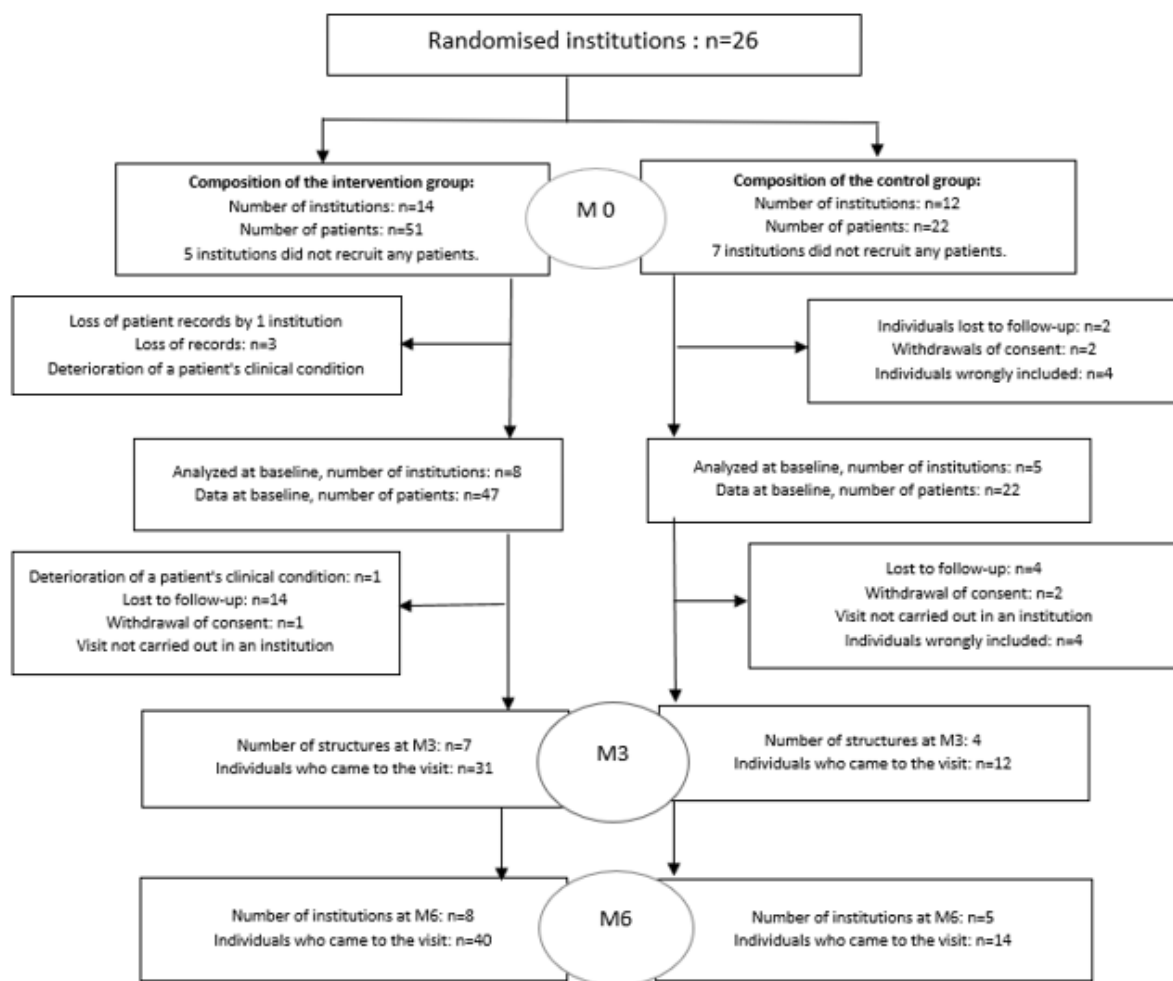 Randomised institutions : n=26
Composition of the intervention group:
Number of institutions: n=14
Number of patients: n=51
5 institutions did not recruit any patients.
M 0
Composition of the control group:
Number of institutions: n=12
Number of patients: n=22
7 institutions did not recruit any patients.
Loss of patient records by 1 institution
Loss of records: n=3
Deterioration of a patient's clinical condition
Individuals lost to follow-up: n=2
Withdrawals of consent: n=2
Individuals wrongly included: n=4
Analyzed at baseline, number of institutions: n=8
Data at baseline, number of patients: n=47
Analyzed at baseline, number of institutions: n=5
Data at baseline, number of patients: n=22
Deterioration of a patient's clinical condition: n=1
Lost to follow-up: n=14
Withdrawal of consent: n=1
Visit not carried out in an institution
Lost to follow-up: n=4
Withdrawal of consent: n=2
Visit not carried out in an institution
Individuals wrongly included: n=4
Number of structures at M3: n=7
Individuals who came to the visit: n=31
M3
Number of structures at M3: 4
Individuals who came to the visit: n=12
Number of institutions at M6: n=8
Individuals who came to the visit: n=40
M6
Number of institutions at M6: n=5
Individuals who came to the visit: n=14